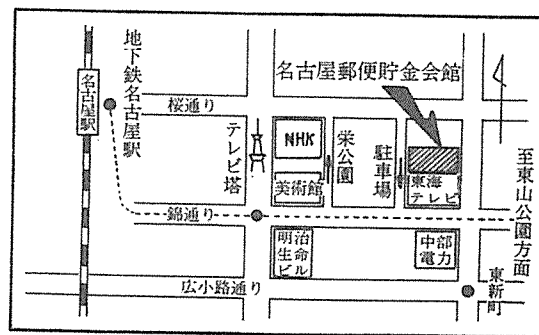 名古屋郵便貯金会館
地下鉄名古屋駅
名古屋駅
桜通り
テレビ塔
NHK
美術館
栄公園
駐車場
東海
テレビ
至東山公園方面
錦通り
明治
生命
ビル
中部
電力
広小路通り
東新町